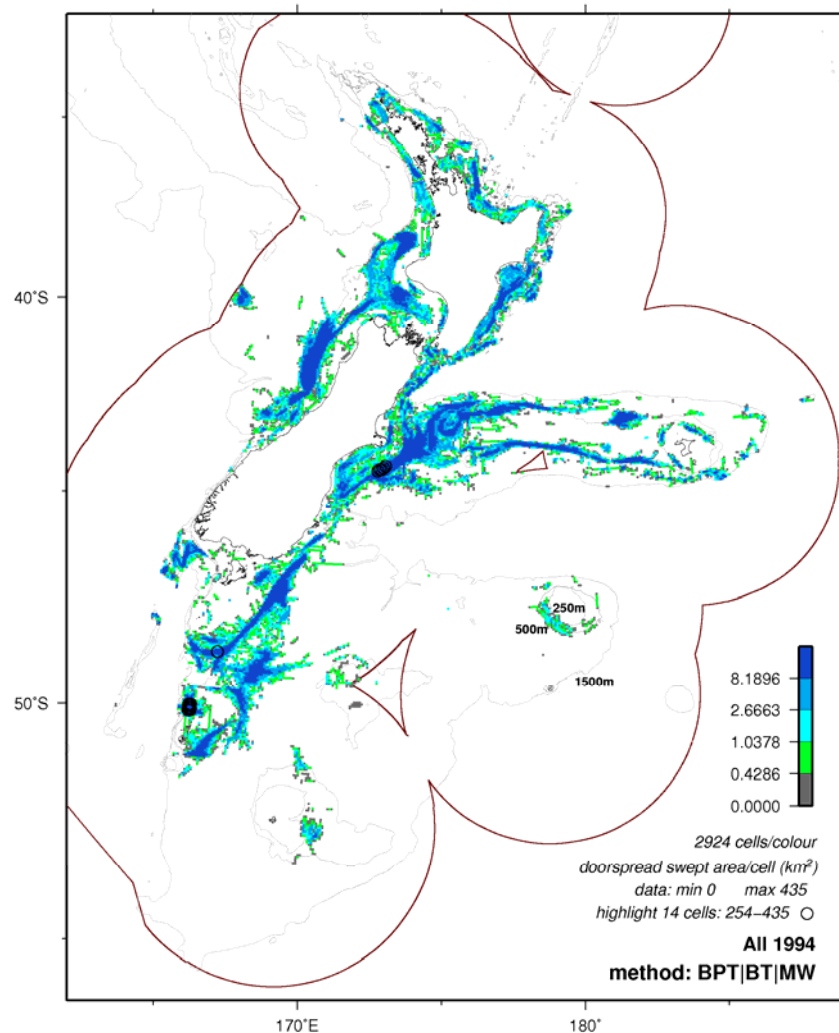 40˚S
250m
500m
1500m
50˚S
8.1896
2.6663
1.0378
0.4286
0.0000
2924 cells/colour
doorspread swept area/cell (km²)
data: min 0 max 435
highlight 14 cells: 254−435
All 1994
method: BPT|BT|MW
170˚E
180˚